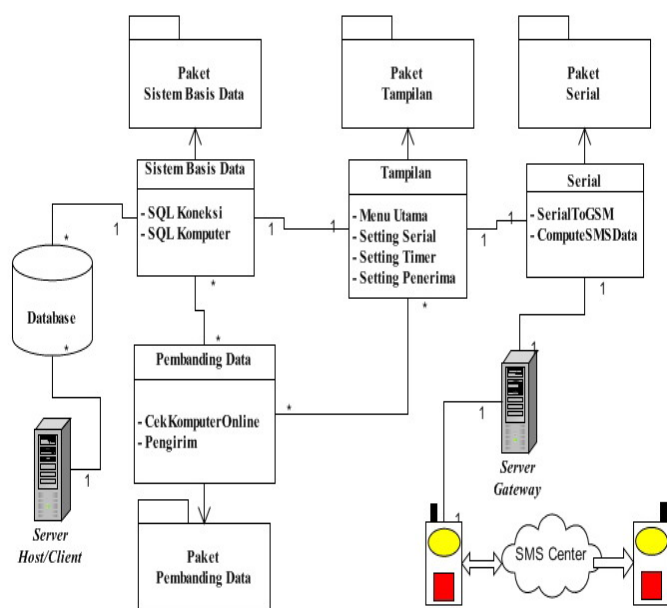 Paket
Sistem Basis Data
Paket
Tampilan
Paket
Serial
Sistem Basis Data
- SQL Koneksi
- SQL Komputer
Tampilan
- Menu Utama
- Setting Serial
- Setting Timer
- Setting Penerima
Serial
- SerialToGSM
- ComputeSMSData
1
*
1
1
1
1
*
*
*
*
Database
*
1
Server
Host/Client
Pembanding Data
- CekKomputerOnline
- Pengirim
Paket
Pembanding Data
1
1
1
Server
Gateway
1
SMS Center